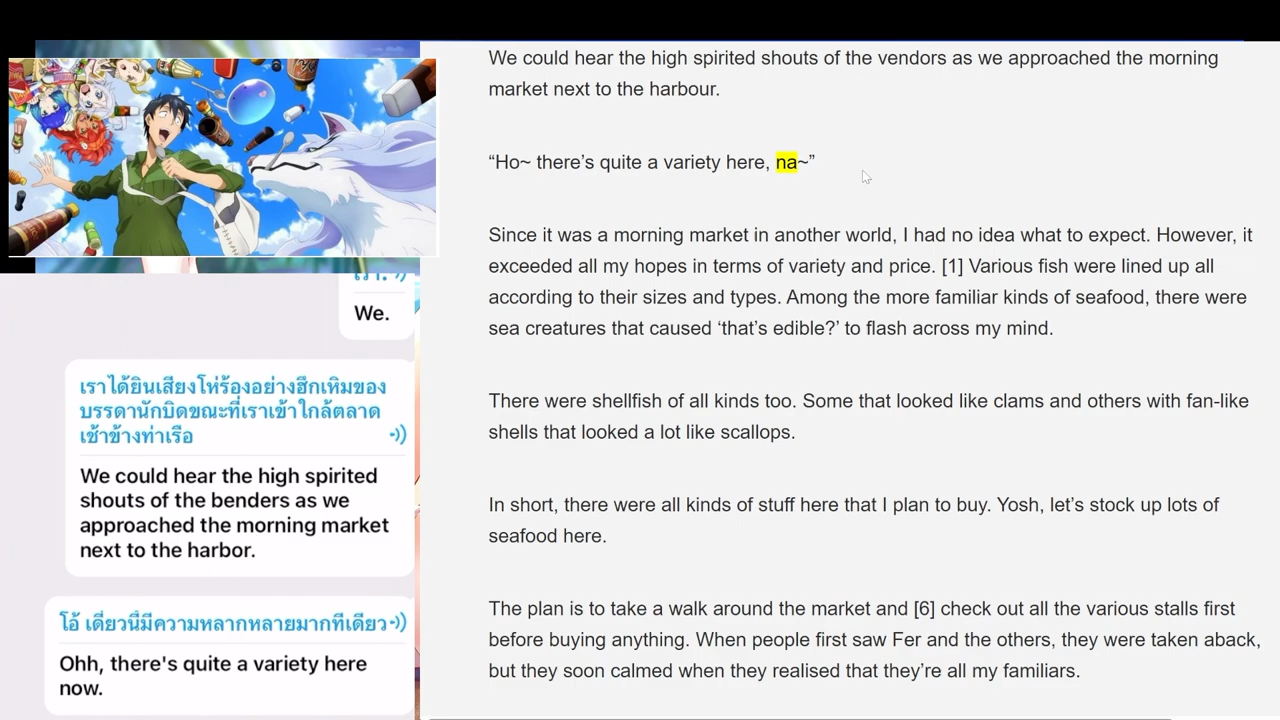 เรา.
We.
เราได้ยินเสียงโห่ร้องอย่างฮึกเหิมของ
บรรดานักบิดขณะที่เราเข้าใกล้ตลาด
เช้าข้างท่าเรือ
We could hear the high spirited
shouts of the benders as we
approached the morning market
next to the harbor.
โอ้ เดี๋ยวนี้มีความหลากหลายมากทีเดียว
Ohh, there's quite a variety here
now.
We could hear the high spirited shouts of the vendors as we approached the morning
market next to the harbour.
“Ho~ there’s quite a variety here, na~”
Since it was a morning market in another world, I had no idea what to expect. However, it
exceeded all my hopes in terms of variety and price. [1] Various fish were lined up all
according to their sizes and types. Among the more familiar kinds of seafood, there were
sea creatures that caused ‘that’s edible?’ to flash across my mind.
There were shellfish of all kinds too. Some that looked like clams and others with fan-like
shells that looked a lot like scallops.
In short, there were all kinds of stuff here that I plan to buy. Yosh, let’s stock up lots of
seafood here.
The plan is to take a walk around the market and [6] check out all the various stalls first
before buying anything. When people first saw Fer and the others, they were taken aback,
but they soon calmed when they realised that they’re all my familiars.